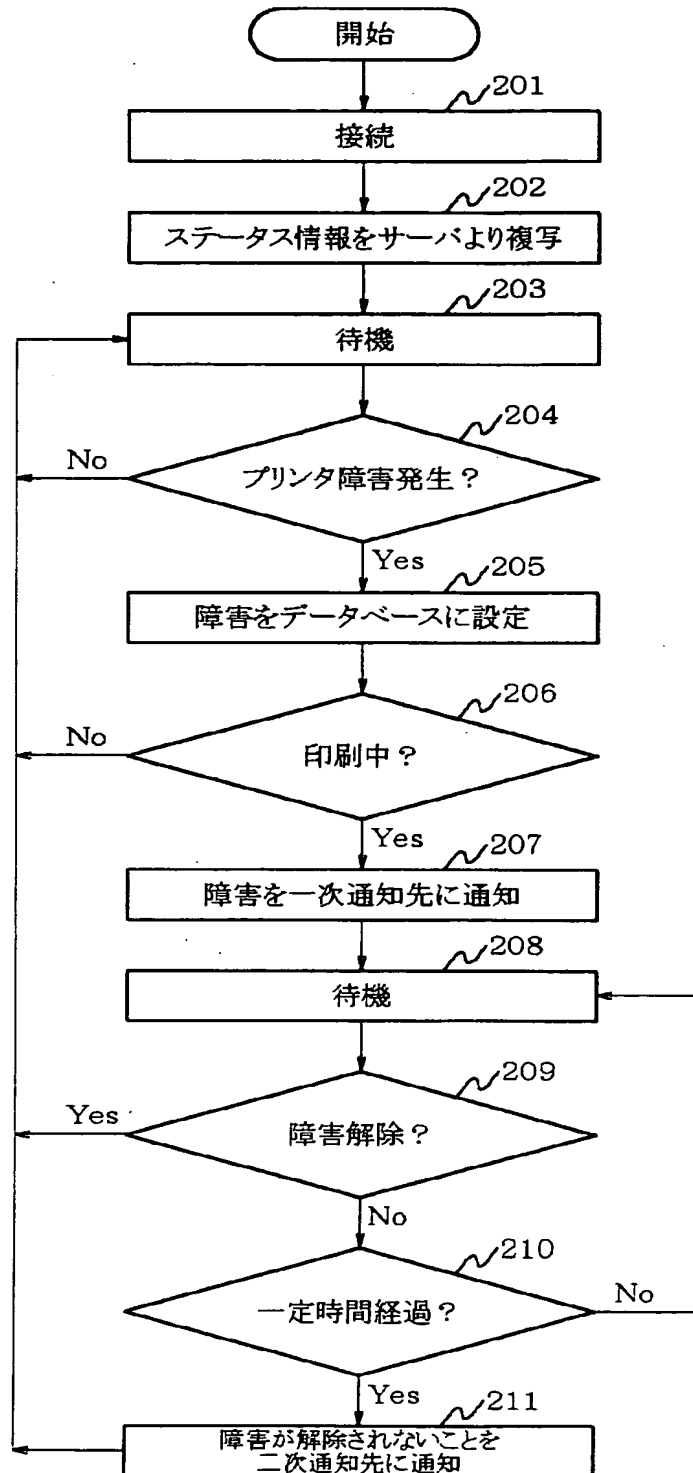 開始
201
接続
202
ステータス情報をサーバより複写
203
待機
204
No
プリンタ障害発生?
Yes
205
障害をデータベースに設定
206
No
印刷中?
Yes
207
障害を一次通知先に通知
208
待機
209
Yes
障害解除?
No
210
一定時間経過?
No
Yes
211
障害が解除されないことを
二次通知先に通知